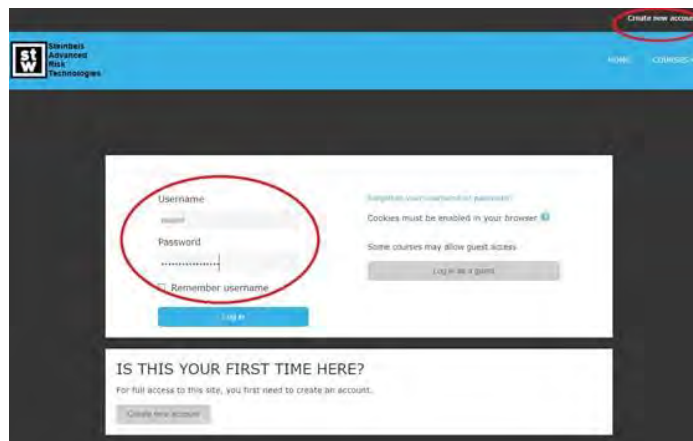 Create new account
Steinbeis
Advanced
Risk
Technologies
st
w
HOME COURSES
Username
Forgotten your username or password?
Cookies must be enabled in your browser
Password
Some courses may allow guest access
Log in as a guest
Remember username
Log in
IS THIS YOUR FIRST TIME HERE?
For full access to this site, you first need to create an account.
Create new account